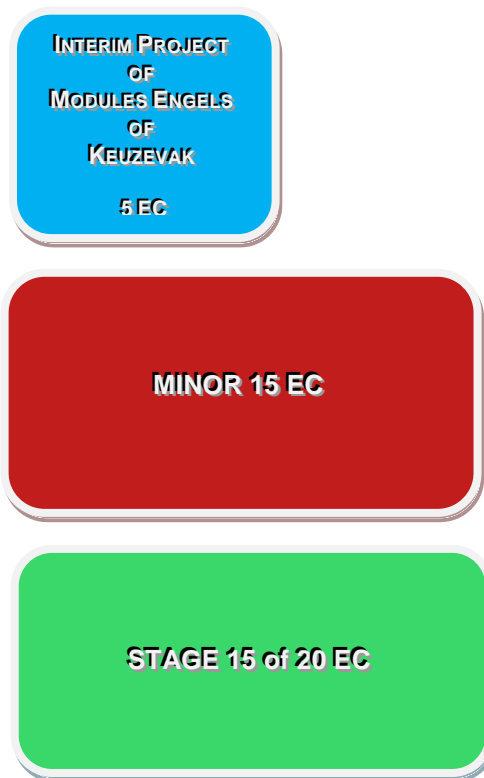 INTERIM PROJECT
OF
MODULES ENGELS
OF
KEUZEVAK
5 EC
MINOR 15 EC
STAGE 15 of 20 EC